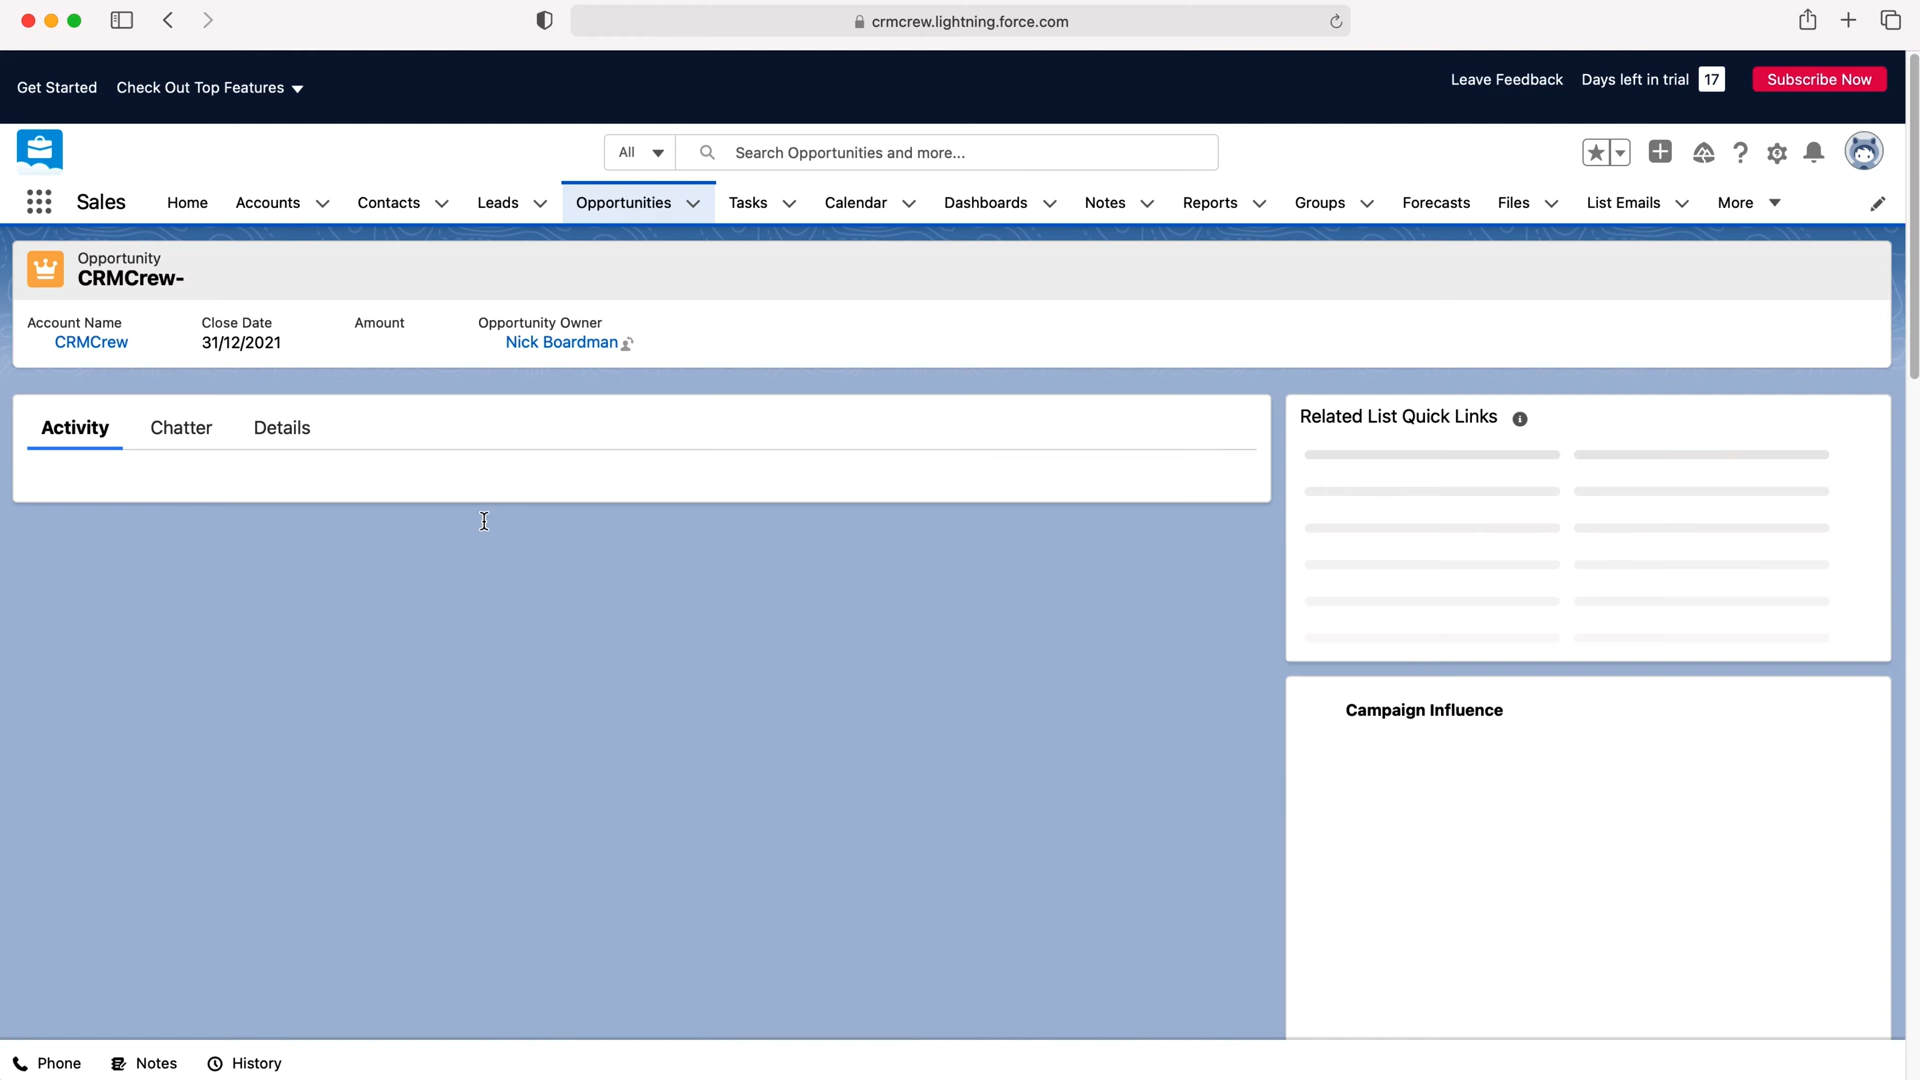 crmcrew.lightning.force.com
Get Started Check Out Top Features Leave Feedback Days left in trial 17 Subscribe Now
All Search Opportunities and more...
Sales Home Accounts Contacts Leads Opportunities Tasks Calendar Dashboards Notes Reports Groups Forecasts Files List Emails More
Opportunity
CRMCrew-
Account Name Close Date Amount Opportunity Owner
CRMCrew 31/12/2021 Nick Boardman
Activity Chatter Details
Related List Quick Links
Campaign Influence
Phone Notes History